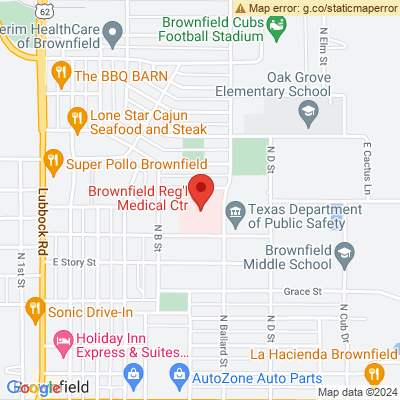 62
Map error: g.co/staticmaperror
Interim HealthCare
of Brownfield
Brownfield Cubs
Football Stadium
N Elm St
The BBQ BARN
Oak Grove
Elementary School
Lone Star Cajun
Seafood and Steak
Super Pollo Brownfield
N D St
E Cactus Ln
Lubbock Rd
Brownfield Reg'l
Medical Ctr
N B St
Texas Department
of Public Safety
N 1st St
E Story St
Brownfield
Middle School
Grace St
Sonic Drive-In
N Ballard St
N D St
N Cub Dr
Holiday Inn
Express & Suites...
La Hacienda Brownfield
AutoZone Auto Parts
Google
Brownfield
Map data ©2024